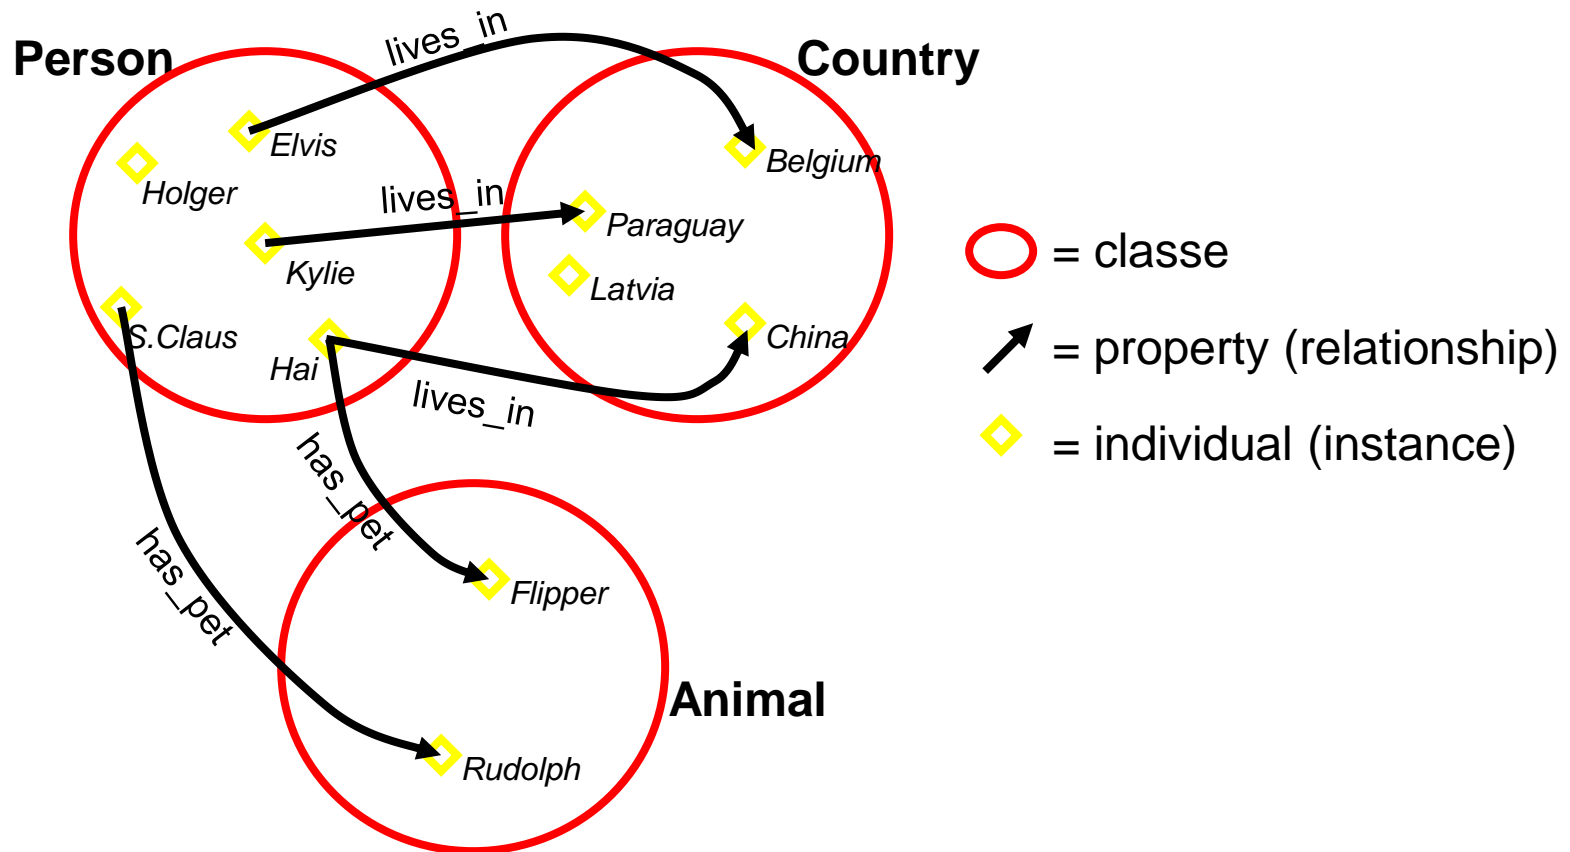 lives_in
Person
Country
Elvis
Belgium
Holger
lives_in
Paraguay
= classe
Kylie
Latvia
S.Claus
China
= property (relationship)
Hai
lives_in
= individual (instance)
has_pet
has_pet
Flipper
Animal
Rudolph